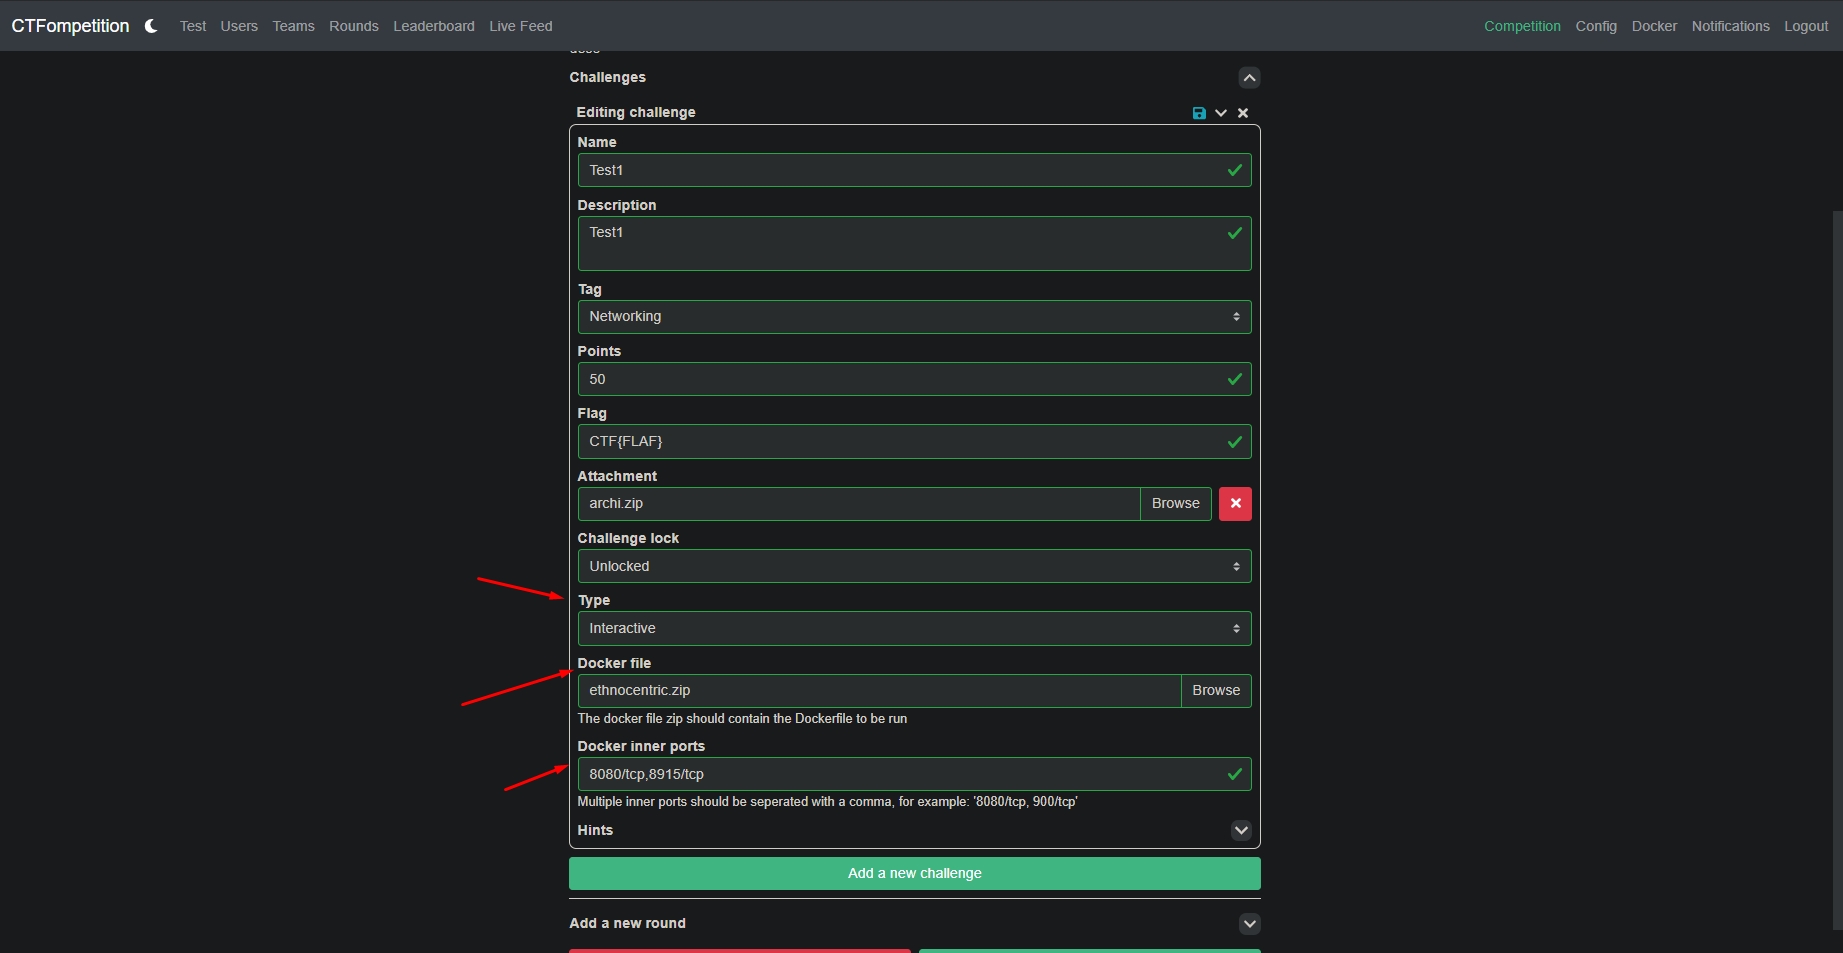 CTFompetition Test Users Teams Rounds Leaderboard Live Feed Competition Config Docker Notifications Logout
Challenges
Editing challenge
Name
Test1
Description
Test1
Tag
Networking
Points
50
Flag
CTF{FLAF}
Attachment
archi.zip Browse
Challenge lock
Unlocked
Type
Interactive
Docker file
ethnocentric.zip Browse
The docker file zip should contain the Dockerfile to be run
Docker inner ports
8080/tcp,8915/tcp
Multiple inner ports should be seperated with a comma, for example: '8080/tcp, 900/tcp'
Hints
Add a new challenge
Add a new round